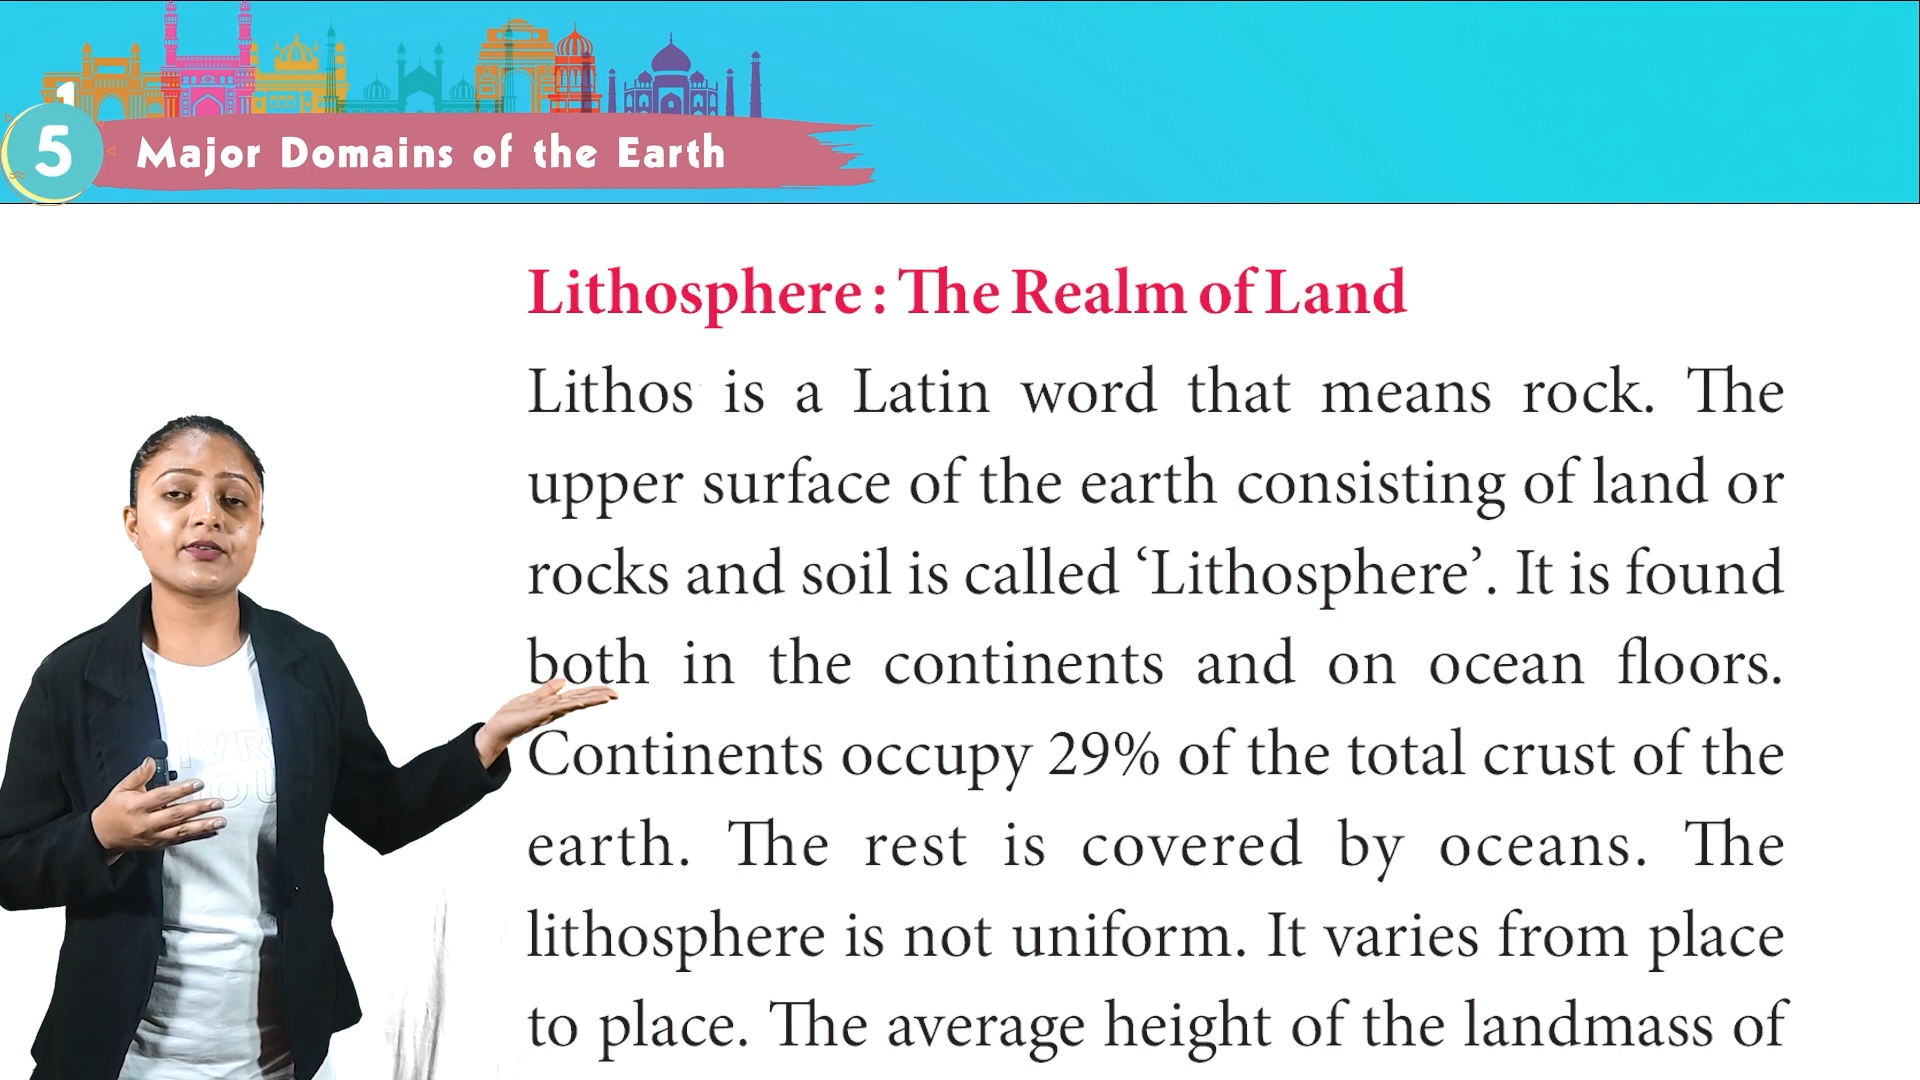 5
Major Domains of the Earth
Lithosphere : The Realm of Land
Lithos is a Latin word that means rock. The
upper surface of the earth consisting of land or
rocks and soil is called ‘Lithosphere’. It is found
both in the continents and on ocean floors.
Continents occupy 29% of the total crust of the
earth. The rest is covered by oceans. The
lithosphere is not uniform. It varies from place
to place. The average height of the landmass of